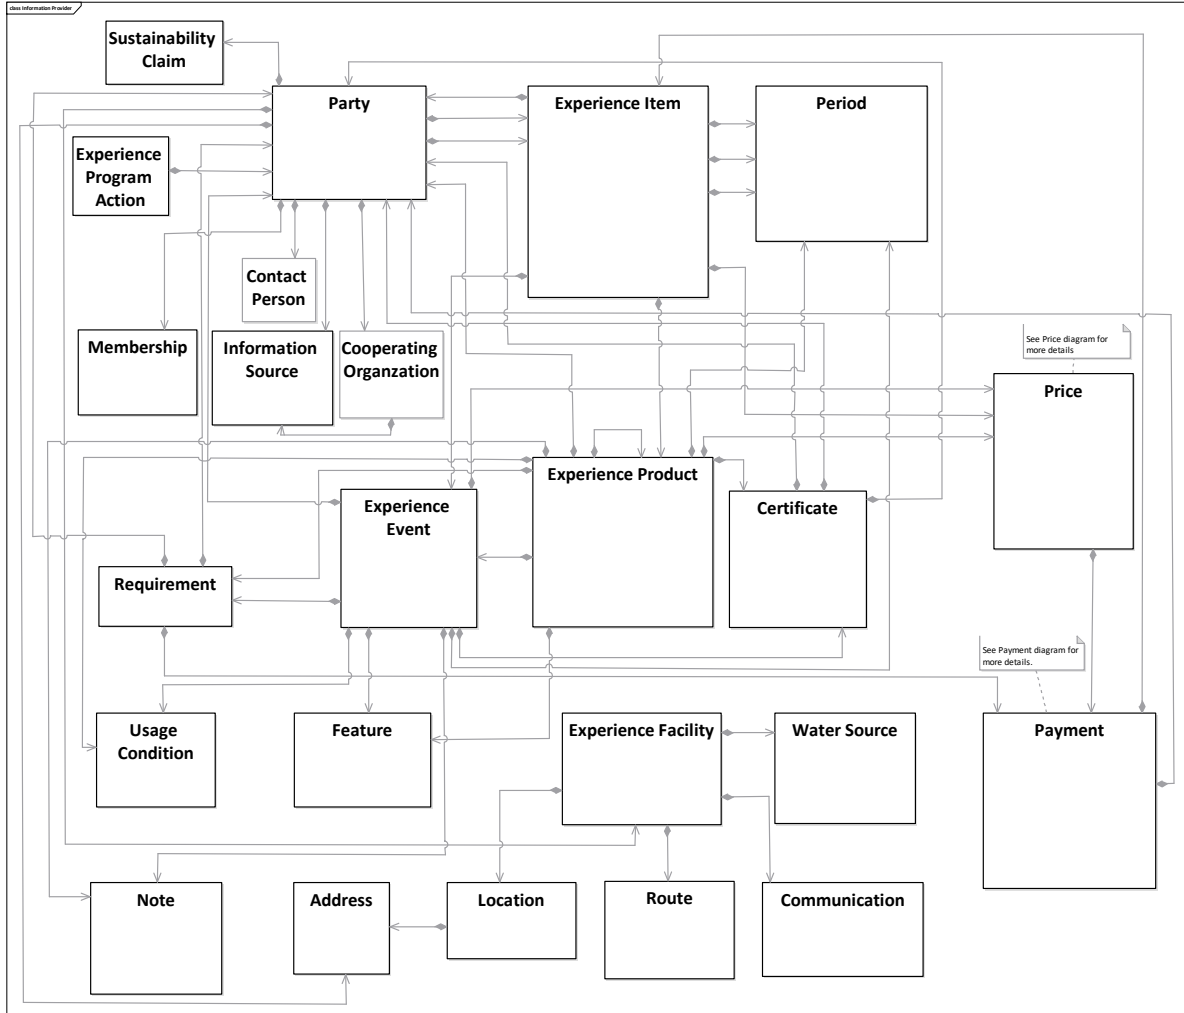 class Information Provider
Sustainability
Claim
Party
Experience Item
Period
Experience
Program
Action
Contact
Person
Membership
Information
Source
Cooperating
Organzation
See Price diagram for
more details
Price
Experience Product
Experience
Event
Certificate
Requirement
See Payment diagram for
more details.
Usage
Condition
Feature
Experience Facility
Water Source
Payment
Note
Address
Location
Route
Communication